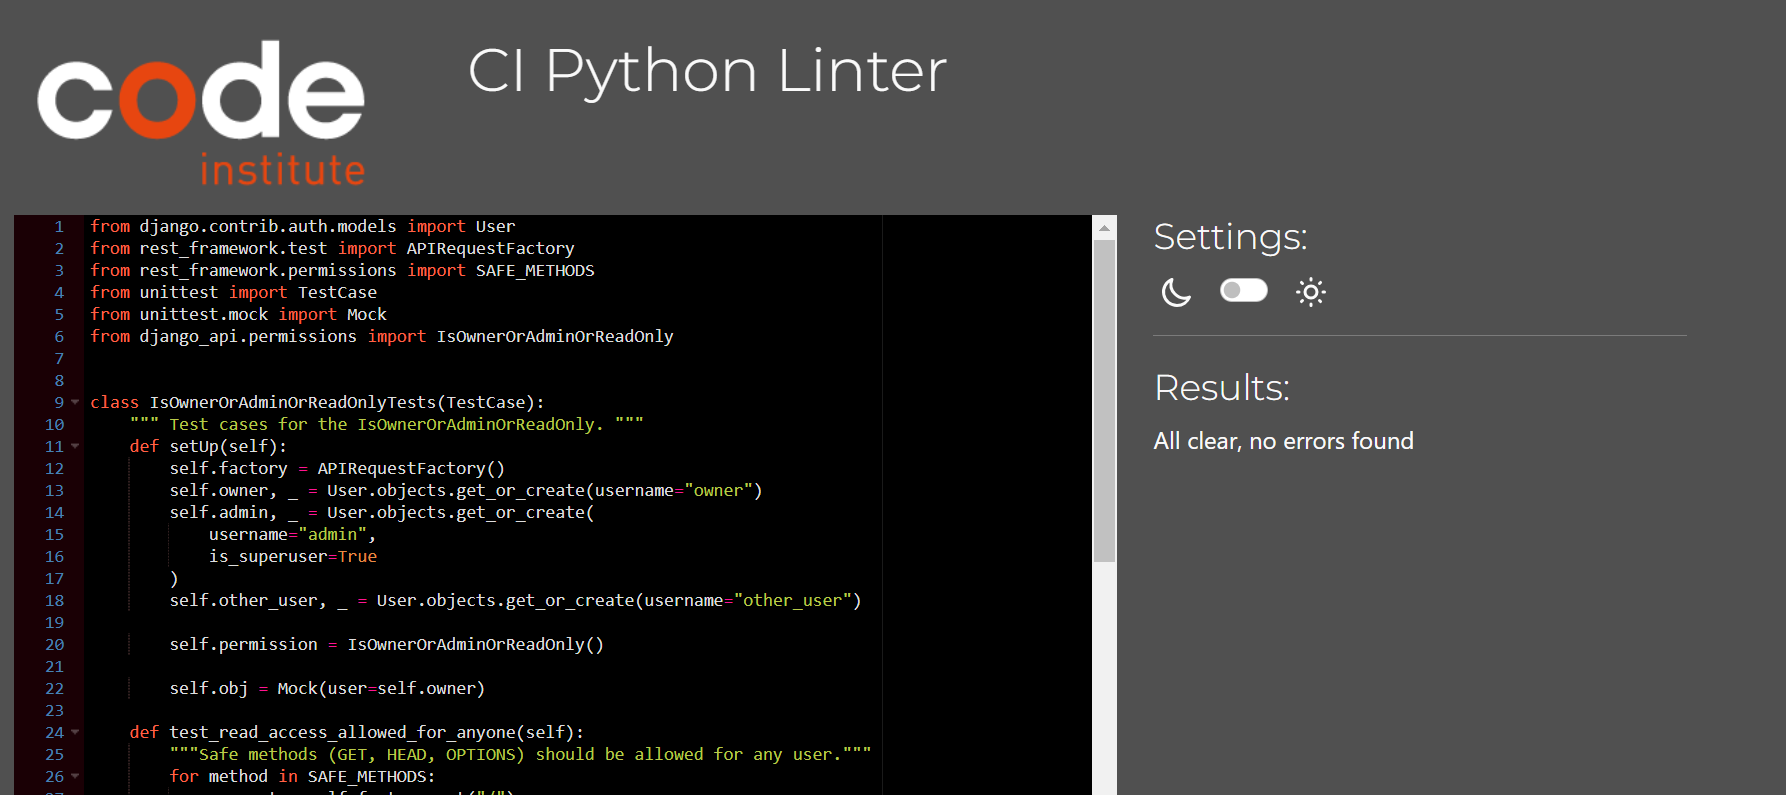 code
institute
CI Python Linter
1 from django.contrib.auth.models import User
2 from rest_framework.test import APIRequestFactory
3 from rest_framework.permissions import SAFE_METHODS
4 from unittest import TestCase
5 from unittest.mock import Mock
6 from django_api.permissions import IsOwnerOrAdminOrReadOnly
7
8
9 class IsOwnerOrAdminOrReadOnlyTests(TestCase):
10     """ Test cases for the IsOwnerOrAdminOrReadOnly. """
11     def setUp(self):
12         self.factory = APIRequestFactory()
13         self.owner, _ = User.objects.get_or_create(username="owner")
14         self.admin, _ = User.objects.get_or_create(
15             username="admin",
16             is_superuser=True
17         )
18         self.other_user, _ = User.objects.get_or_create(username="other_user")
19
20         self.permission = IsOwnerOrAdminOrReadOnly()
21
22         self.obj = Mock(user=self.owner)
23
24     def test_read_access_allowed_for_anyone(self):
25         """Safe methods (GET, HEAD, OPTIONS) should be allowed for any user."""
26         for method in SAFE_METHODS:
Settings:
Results:
All clear, no errors found